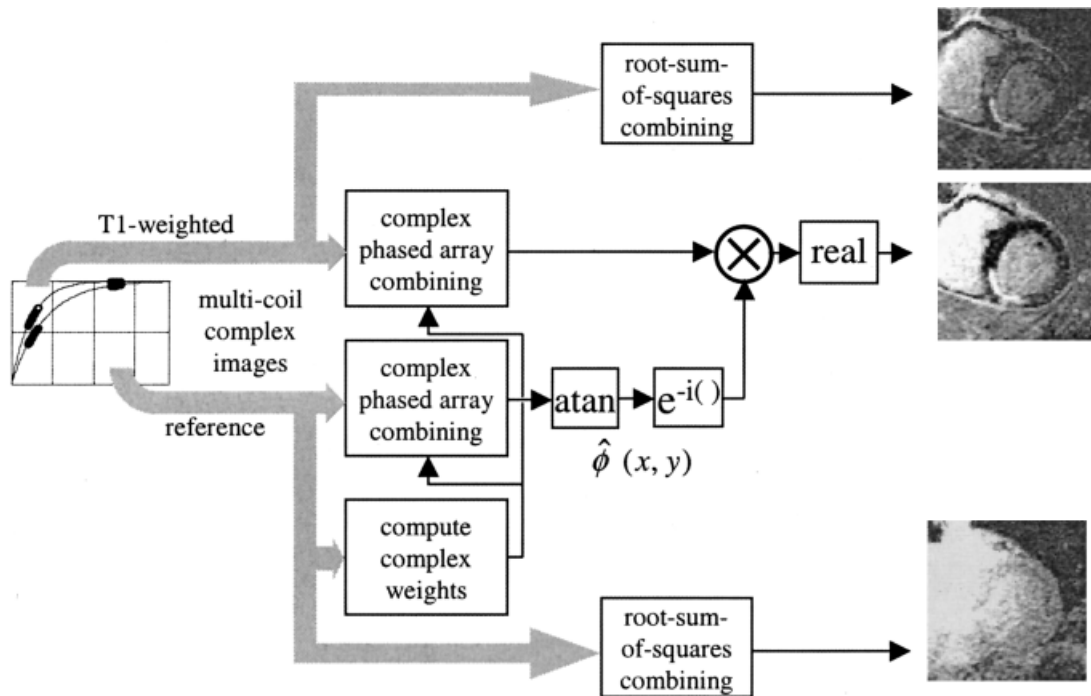 root-sum-
of-squares
combining
T1-weighted
complex
phased array
combining
real
multi-coil
complex
images
complex
phased array
combining
atan
e-i( )
reference
ϕ̂ (x, y)
compute
complex
weights
root-sum-
of-squares
combining